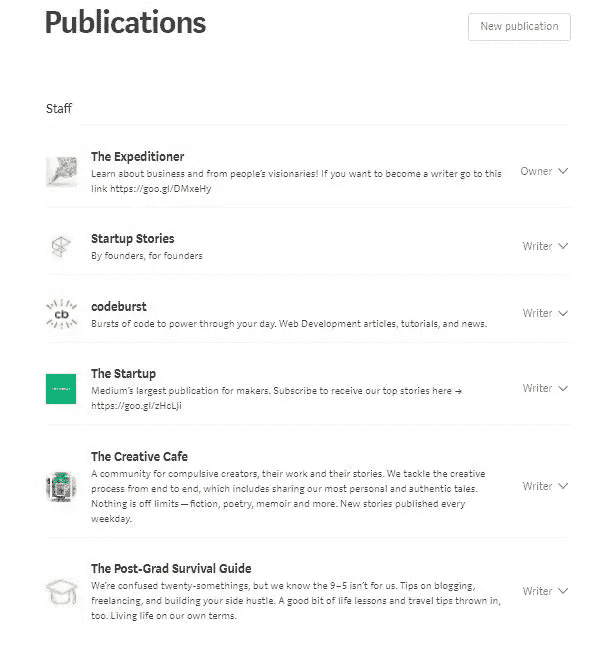 Publications
New publication
Staff
The Expeditioner
Learn about business and from people's visionaries! If you want to become a writer go to this
link https://goo.gl/DMxeHy
Owner
Startup Stories
By founders, for founders
Writer
cb
codeburst
Bursts of code to power through your day. Web Development articles, tutorials, and news.
Writer
The Startup
Medium's largest publication for makers. Subscribe to receive our top stories here →
https://goo.gl/zHcLJi
Writer
The Creative Cafe
A community for compulsive creators, their work and their stories. We tackle the creative
process from end to end, which includes sharing our most personal and authentic tales.
Nothing is off limits — fiction, poetry, memoir and more. New stories published every
weekday.
Writer
The Post-Grad Survival Guide
We're confused twenty-somethings, but we know the 9–5 isn't for us. Tips on blogging,
freelancing, and building your side hustle. A good bit of life lessons and travel tips thrown in,
too. Living life on our own terms.
Writer